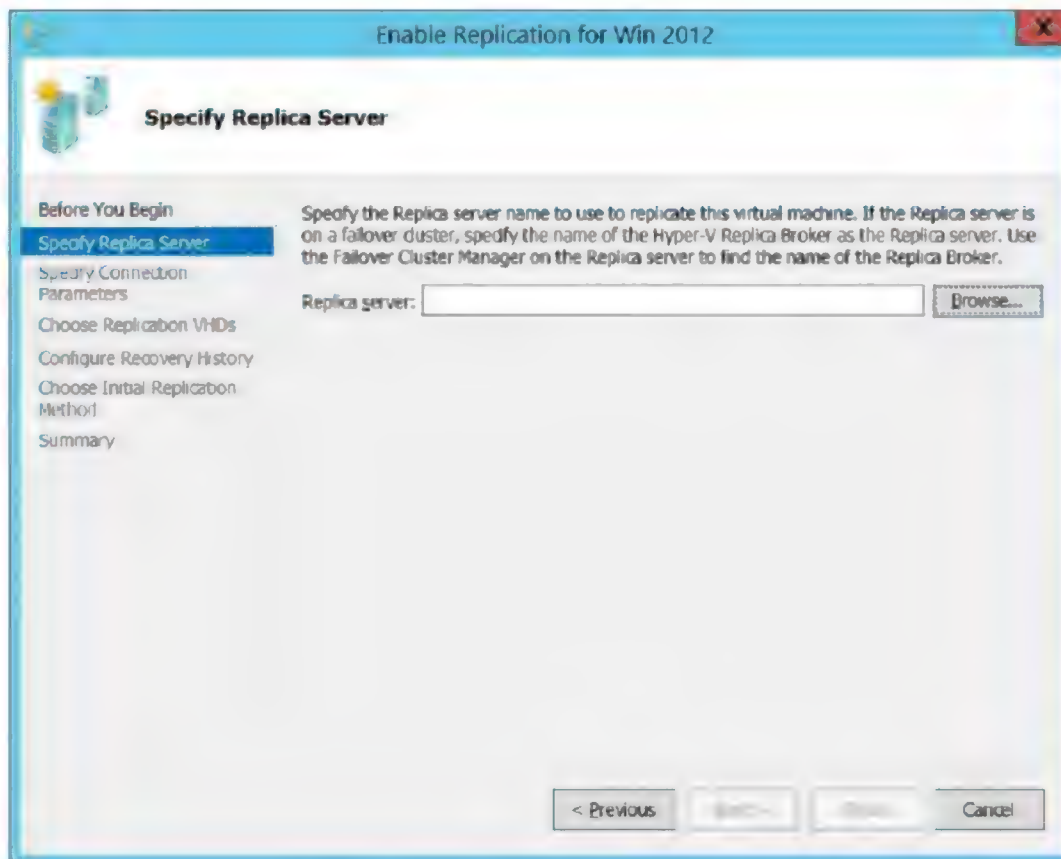 Enable Replication for Win 2012
Specify Replica Server
Before You Begin
Specify Replica Server
Specify Connection
Parameters
Choose Replication VHDs
Configure Recovery History
Choose Initial Replication
Method
Summary
Specify the Replica server name to use to replicate this virtual machine. If the Replica server is
on a failover cluster, specify the name of the Hyper-V Replica Broker as the Replica server. Use
the Failover Cluster Manager on the Replica server to find the name of the Replica Broker.
Replica server:
Browse...
< Previous
Cancel